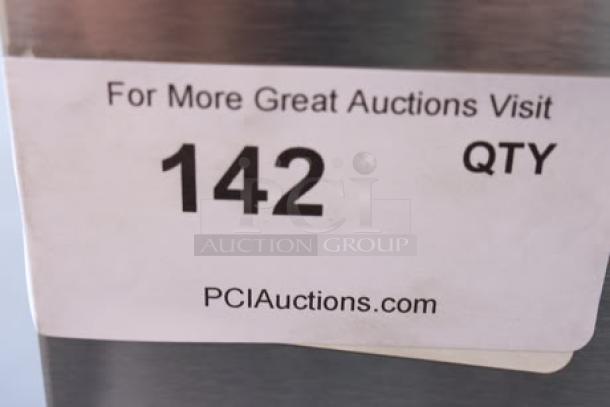 For More Great Auctions Visit
142 QTY
PCI
AUCTION GROUP
PCIAuctions.com